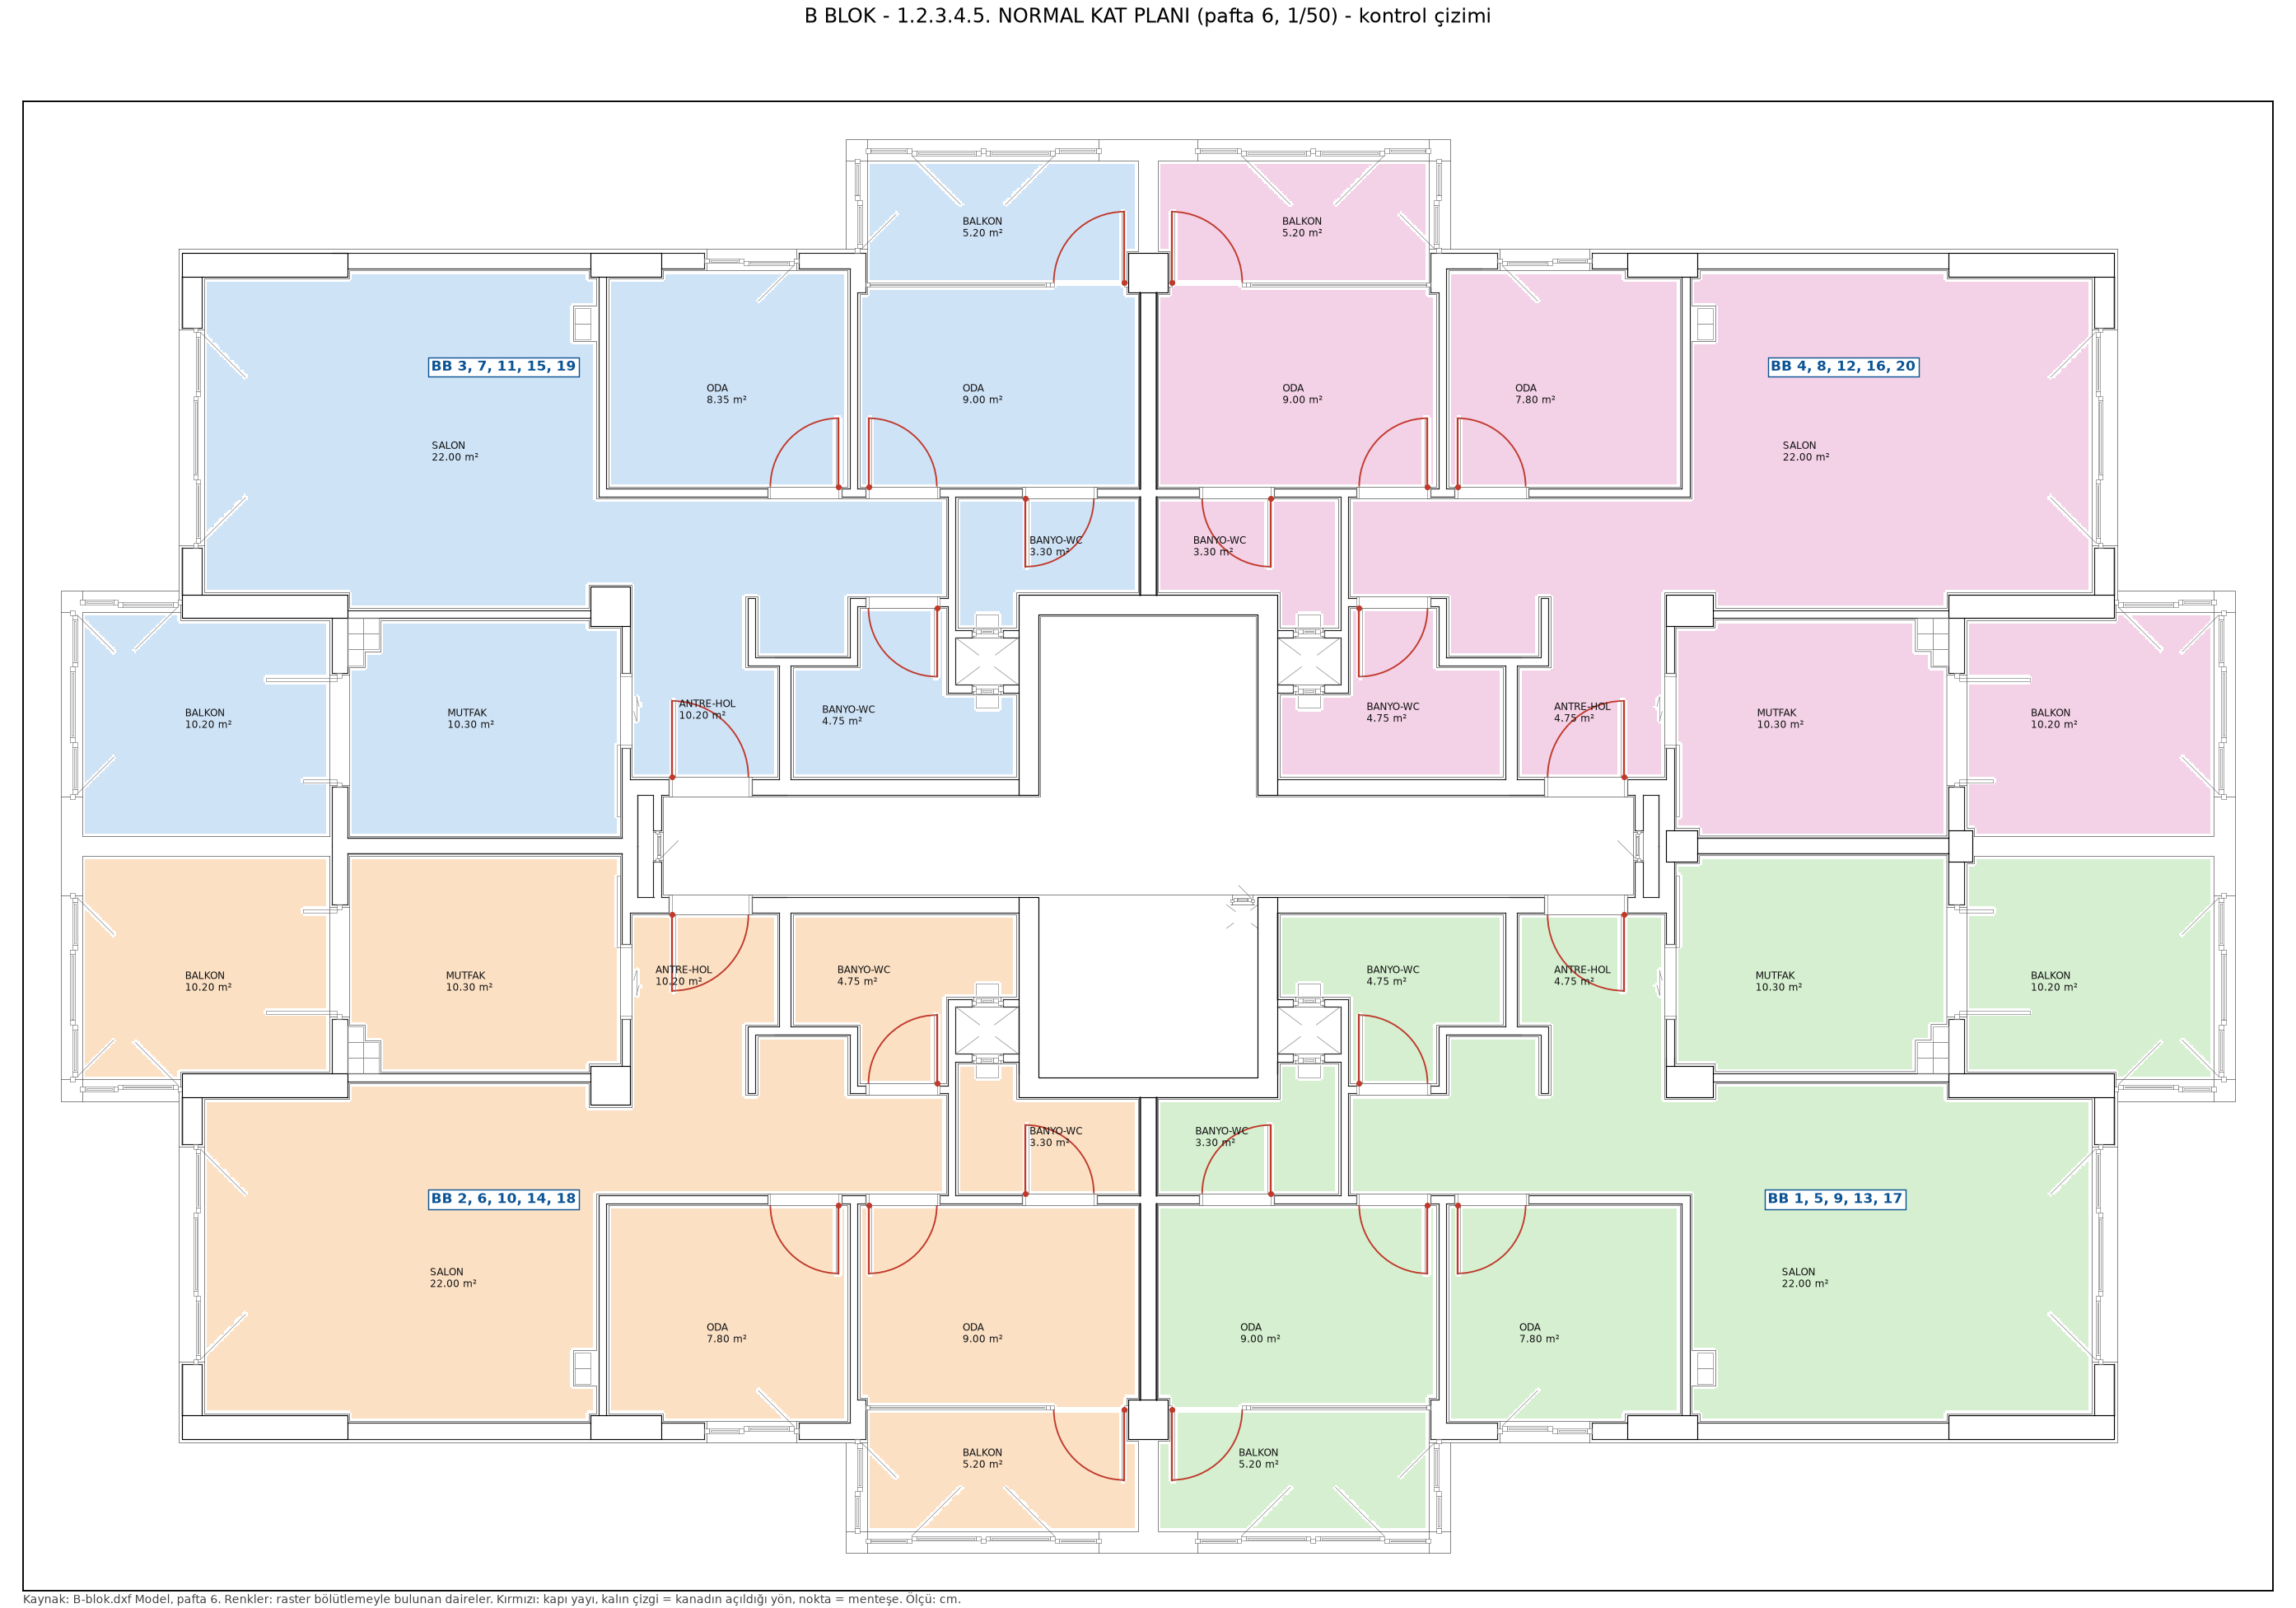 B BLOK - 1.2.3.4.5. NORMAL KAT PLANI (pafta 6, 1/50) - kontrol çizimi
BALKON
5.20 m²
BALKON
5.20 m²
BB 3, 7, 11, 15, 19
BB 4, 8, 12, 16, 20
ODA
8.35 m²
ODA
9.00 m²
ODA
9.00 m²
ODA
7.80 m²
SALON
22.00 m²
SALON
22.00 m²
BANYO-WC
3.30 m²
BANYO-WC
3.30 m²
BALKON
10.20 m²
MUTFAK
10.30 m²
ANTRE-HOL
10.20 m²
BANYO-WC
4.75 m²
BANYO-WC
4.75 m²
ANTRE-HOL
4.75 m²
MUTFAK
10.30 m²
BALKON
10.20 m²
BALKON
10.20 m²
MUTFAK
10.30 m²
ANTRE-HOL
10.20 m²
BANYO-WC
4.75 m²
BANYO-WC
4.75 m²
ANTRE-HOL
4.75 m²
MUTFAK
10.30 m²
BALKON
10.20 m²
BANYO-WC
3.30 m²
BANYO-WC
3.30 m²
BB 2, 6, 10, 14, 18
BB 1, 5, 9, 13, 17
SALON
22.00 m²
SALON
22.00 m²
ODA
7.80 m²
ODA
9.00 m²
ODA
9.00 m²
ODA
7.80 m²
BALKON
5.20 m²
BALKON
5.20 m²
Kaynak: B-blok.dxf Model, pafta 6. Renkler: raster bölütlemeyle bulunan daireler. Kırmızı: kapı yayı, kalın çizgi = kanadın açıldığı yön, nokta = menteşe. Ölçü: cm.